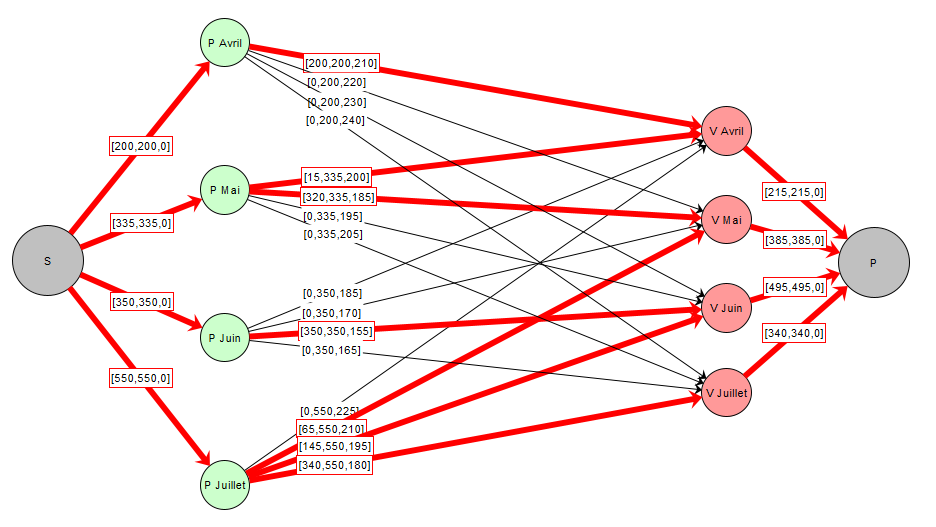 P Avril
[200,200,210]
[0,200,220]
[0,200,230]
[0,200,240]
[200,200,0]
V Avril
P Mai
[15,335,200]
[320,335,185]
[215,215,0]
[335,335,0]
[0,335,195]
V Mai
[0,335,205]
[385,385,0]
S
P
[0,350,185]
[495,495,0]
[350,350,0]
[0,350,170]
V Juin
P Juin
[350,350,155]
[340,340,0]
[0,350,165]
[550,550,0]
V Juillet
[0,550,225]
[65,550,210]
[145,550,195]
[340,550,180]
P Juillet